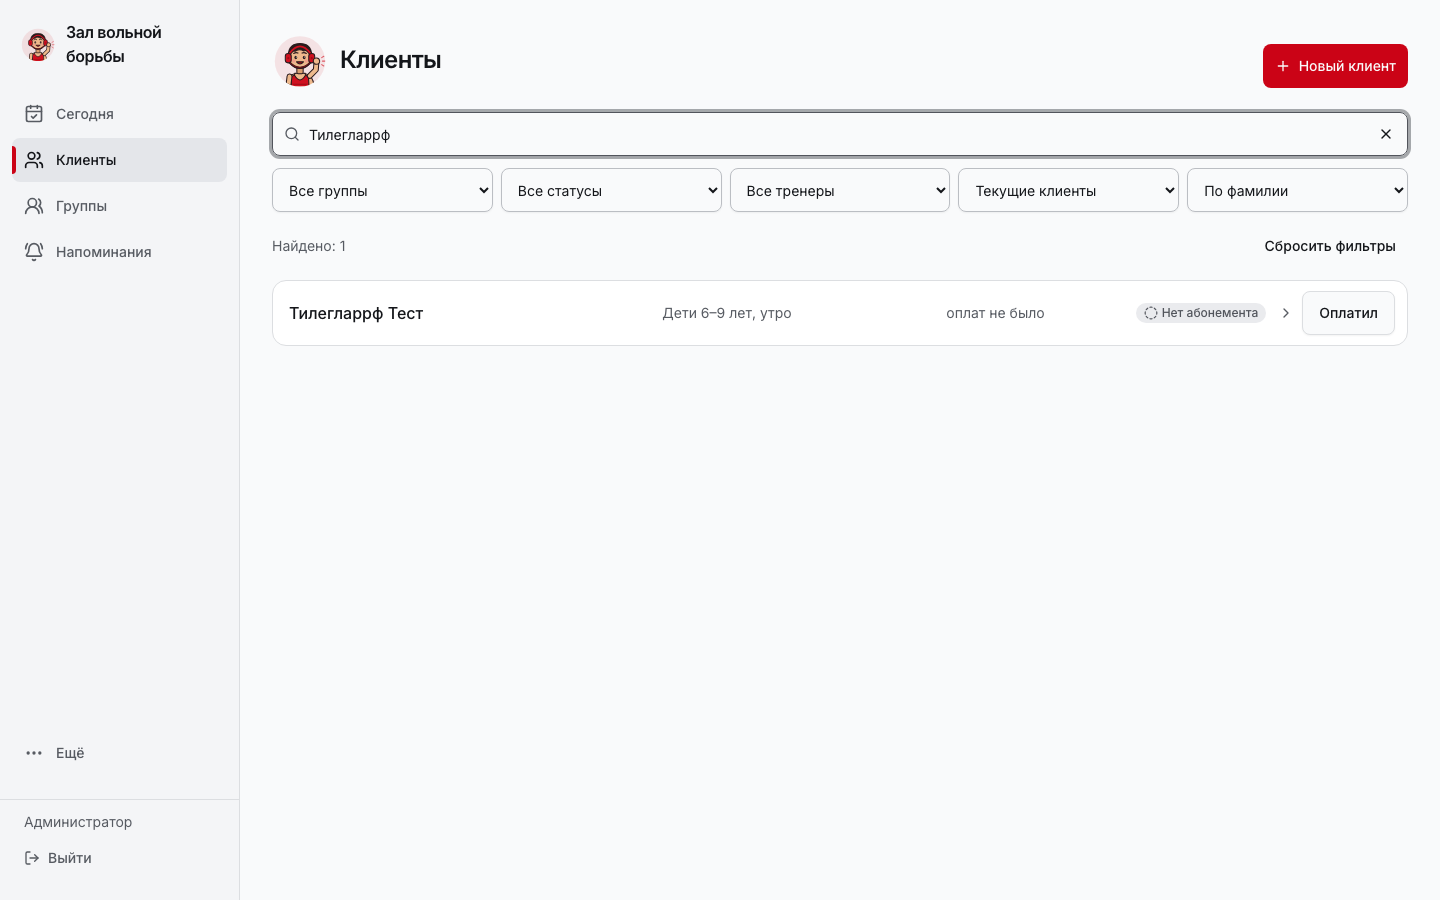 Зал вольной
борьбы
Сегодня
Клиенты
Группы
Напоминания
Ещё
Администратор
Выйти
Клиенты
Новый клиент
Тилегларрф
Все группы
Все статусы
Все тренеры
Текущие клиенты
По фамилии
Найдено: 1
Сбросить фильтры
Тилегларрф Тест
Дети 6–9 лет, утро
оплат не было
Нет абонемента
Оплатил